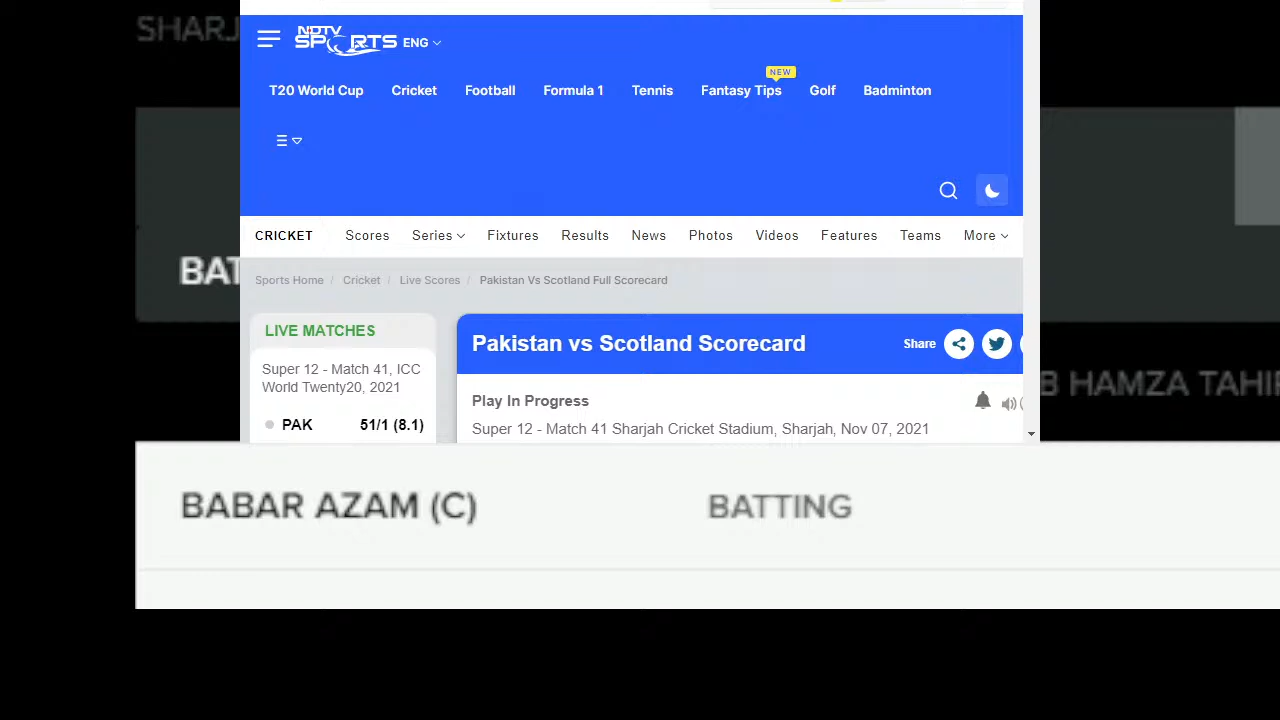 SHARJ
NDTV
SPORTS ENG
NEW
T20 World Cup Cricket Football Formula 1 Tennis Fantasy Tips Golf Badminton
CRICKET Scores Series Fixtures Results News Photos Videos Features Teams More
BAT
Sports Home / Cricket / Live Scores / Pakistan Vs Scotland Full Scorecard
LIVE MATCHES
Pakistan vs Scotland Scorecard Share
Super 12 - Match 41, ICC
World Twenty20, 2021
PAK 51/1 (8.1)
Play In Progress
Super 12 - Match 41 Sharjah Cricket Stadium, Sharjah, Nov 07, 2021
B HAMZA TAHIR
BABAR AZAM (C) BATTING